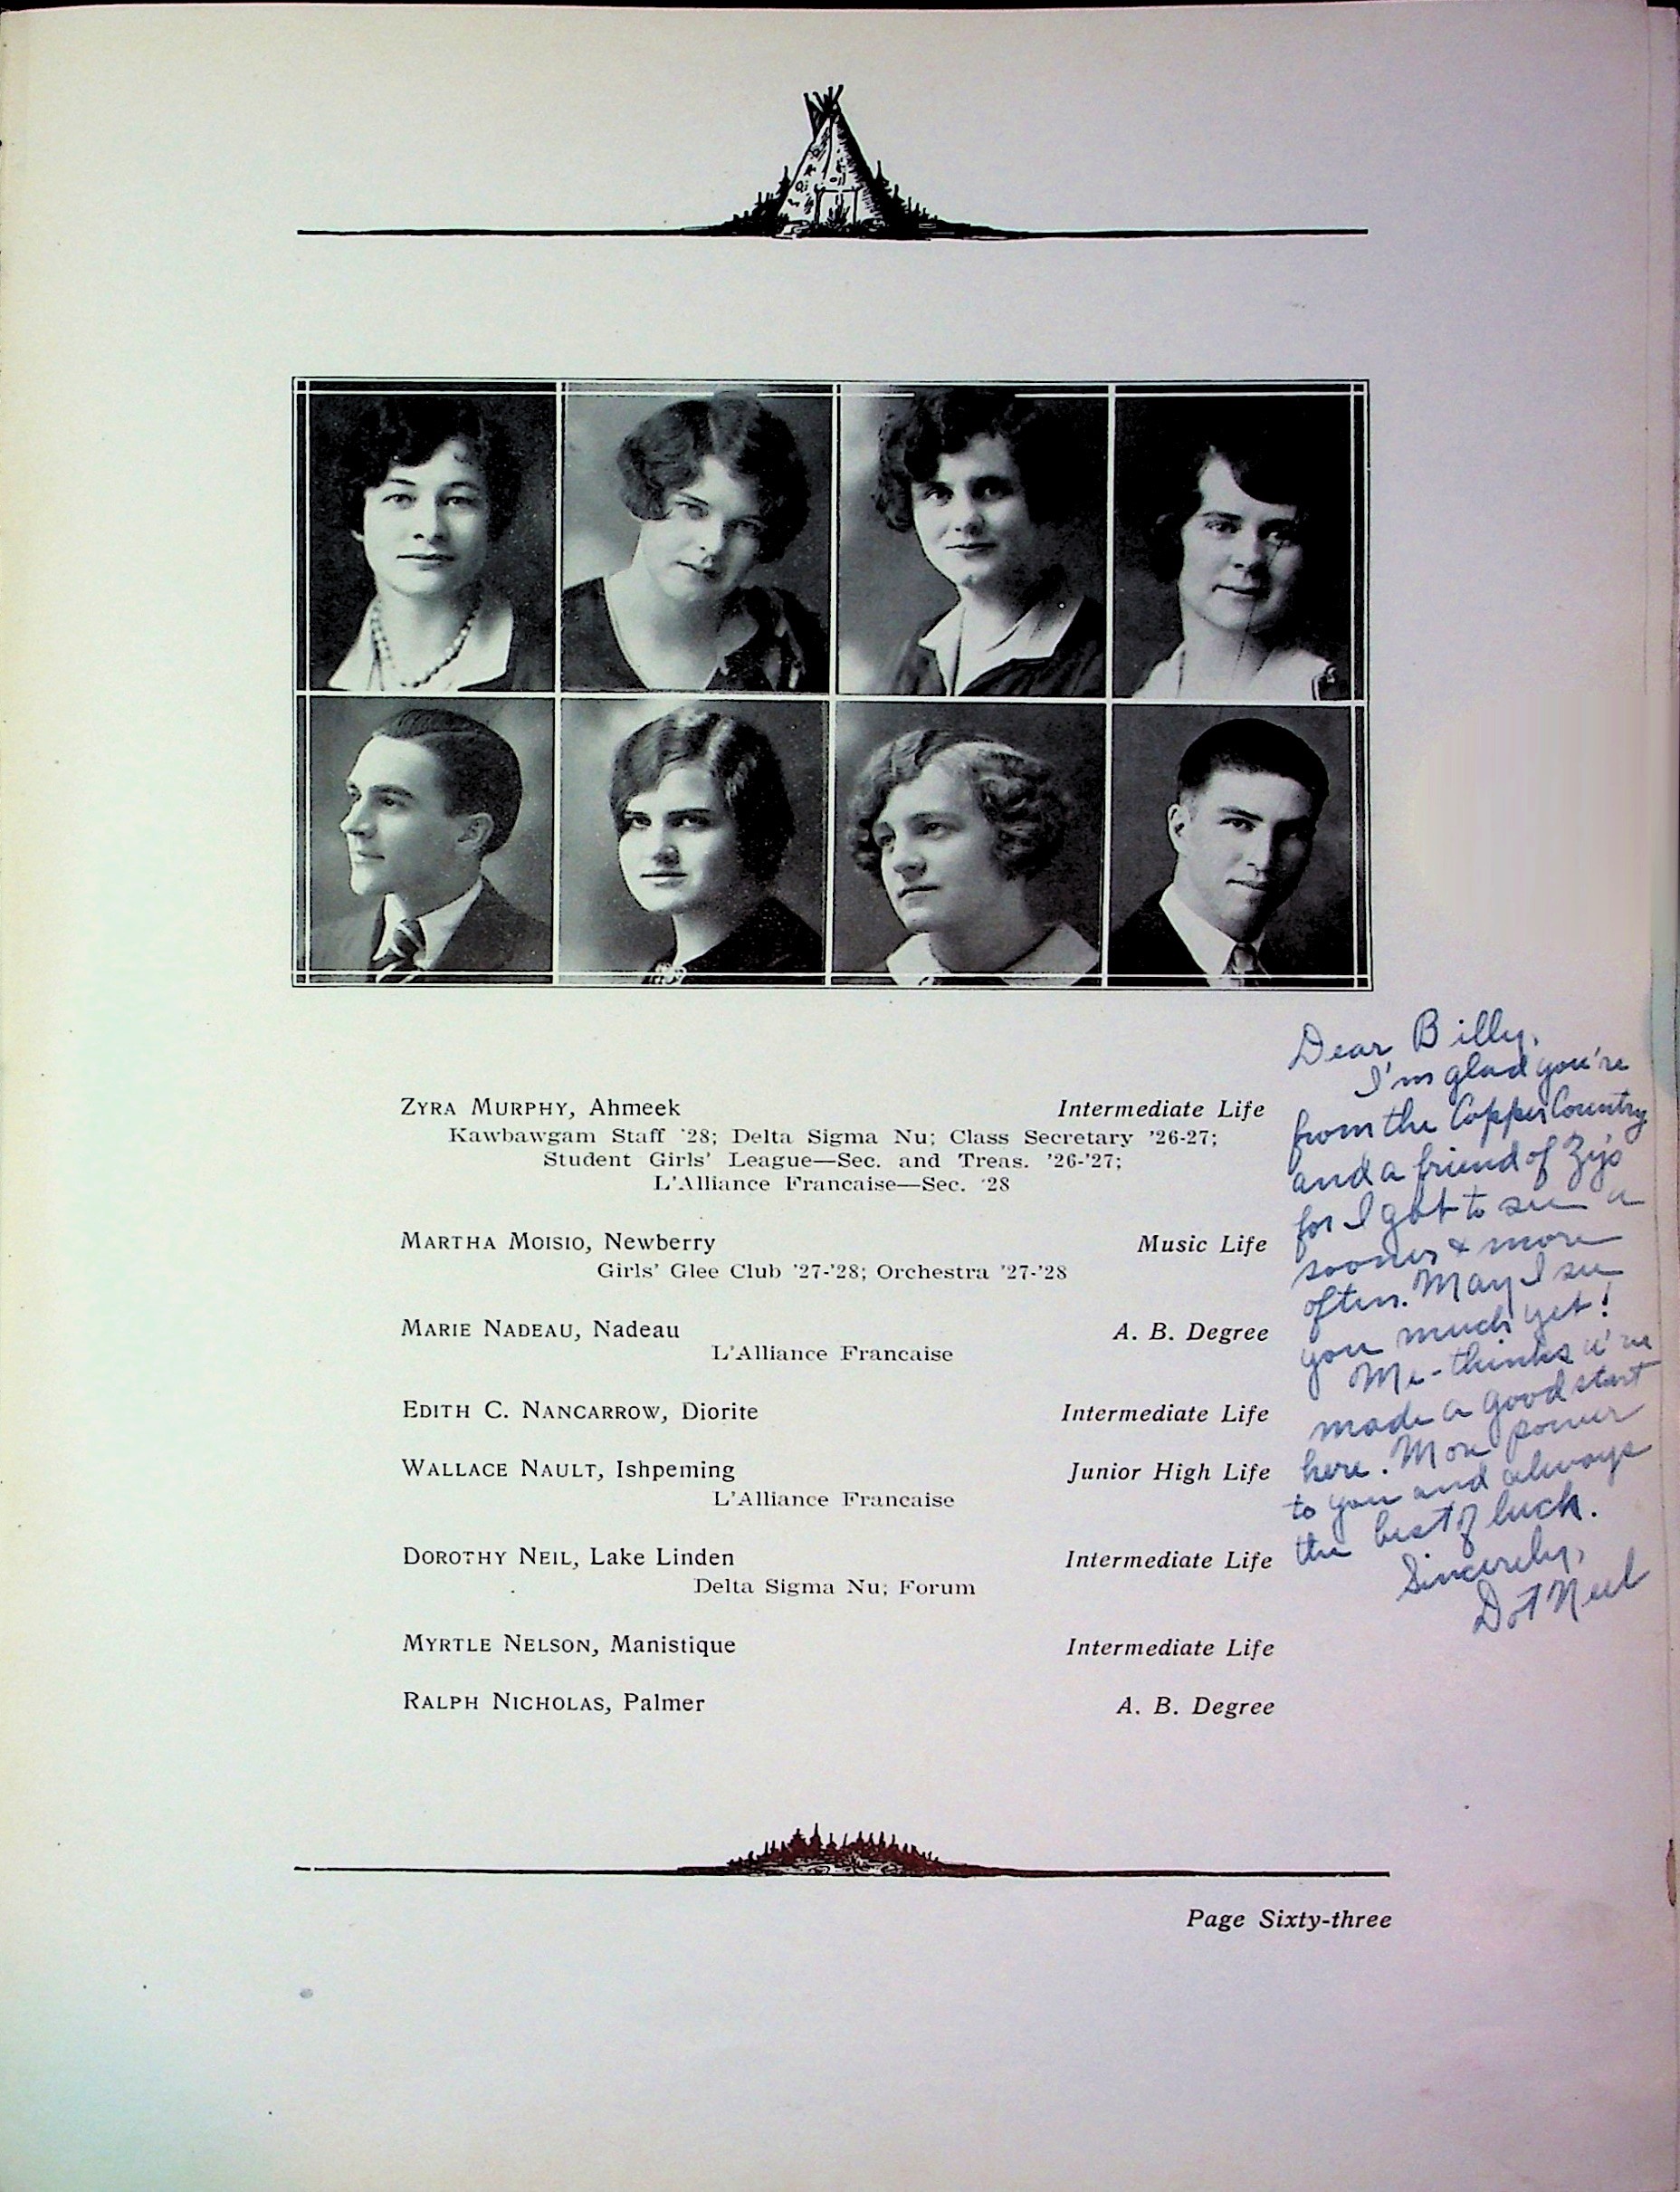 ZYRA MURPHY, Ahmeek Intermediate Life
Kawbawgam Staff '28; Delta Sigma Nu; Class Secretary '26-27;
Student Girls' League—Sec. and Treas. '26-'27;
L'Alliance Francaise—Sec. '28
MARTHA MOISIO, Newberry Music Life
Girls' Glee Club '27-'28; Orchestra '27-'28
MARIE NADEAU, Nadeau A. B. Degree
L'Alliance Francaise
EDITH C. NANCARROW, Diorite Intermediate Life
WALLACE NAULT, Ishpeming Junior High Life
L'Alliance Francaise
DOROTHY NEIL, Lake Linden Intermediate Life
Delta Sigma Nu; Forum
MYRTLE NELSON, Manistique Intermediate Life
RALPH NICHOLAS, Palmer A. B. Degree
Dear Billy,
I'm glad you're
from the Copper Country
and a friend of Zy's
for I got to see
sooner & more
often. May I see
you much yet!
Me-thinks
made a good start
here. More power
to you and always
the best of luck.
Sincerely,
Dot Neil
Page Sixty-three